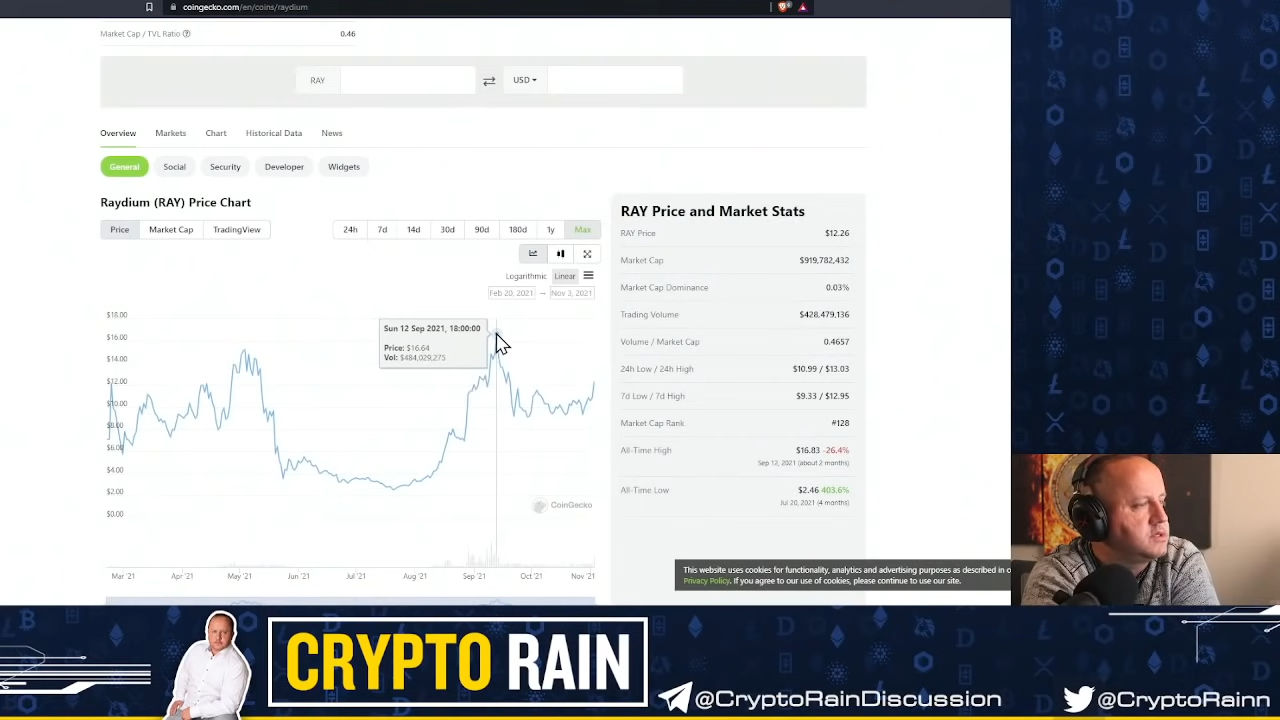 coingecko.com/en/coins/raydium
6
Market Cap / TVL Ratio ?
0.46
RAY
USD
Overview Markets Chart Historical Data News
General Social Security Developer Widgets
Raydium (RAY) Price Chart
Price Market Cap TradingView
24h 7d 14d 30d 90d 180d 1y Max
Logarithmic Linear
Feb 20, 2021 → Nov 3, 2021
$18.00
$16.00
$14.00
$12.00
$10.00
$8.00
$6.00
$4.00
$2.00
$0.00
Sun 12 Sep 2021, 18:00:00
Price: $16.64
Vol: $484,029,275
CoinGecko
Mar '21 Apr '21 May '21 Jun '21 Jul '21 Aug '21 Sep '21 Oct '21 Nov '21
RAY Price and Market Stats
RAY Price $12.26
Market Cap $919,782,432
Market Cap Dominance 0.03%
Trading Volume $428,479,136
Volume / Market Cap 0.4657
24h Low / 24h High $10.99 / $13.03
7d Low / 7d High $9.33 / $12.95
Market Cap Rank #128
All-Time High $16.83 -26.4%
Sep 12, 2021 (about 2 months)
All-Time Low $2.46 403.6%
Jul 20, 2021 (4 months)
This website uses cookies for functionality, analytics and advertising purposes as described in o
Privacy Policy. If you agree to our use of cookies, please continue to use our site.
CRYPTO RAIN
@CryptoRainDiscussion
@CryptoRainn